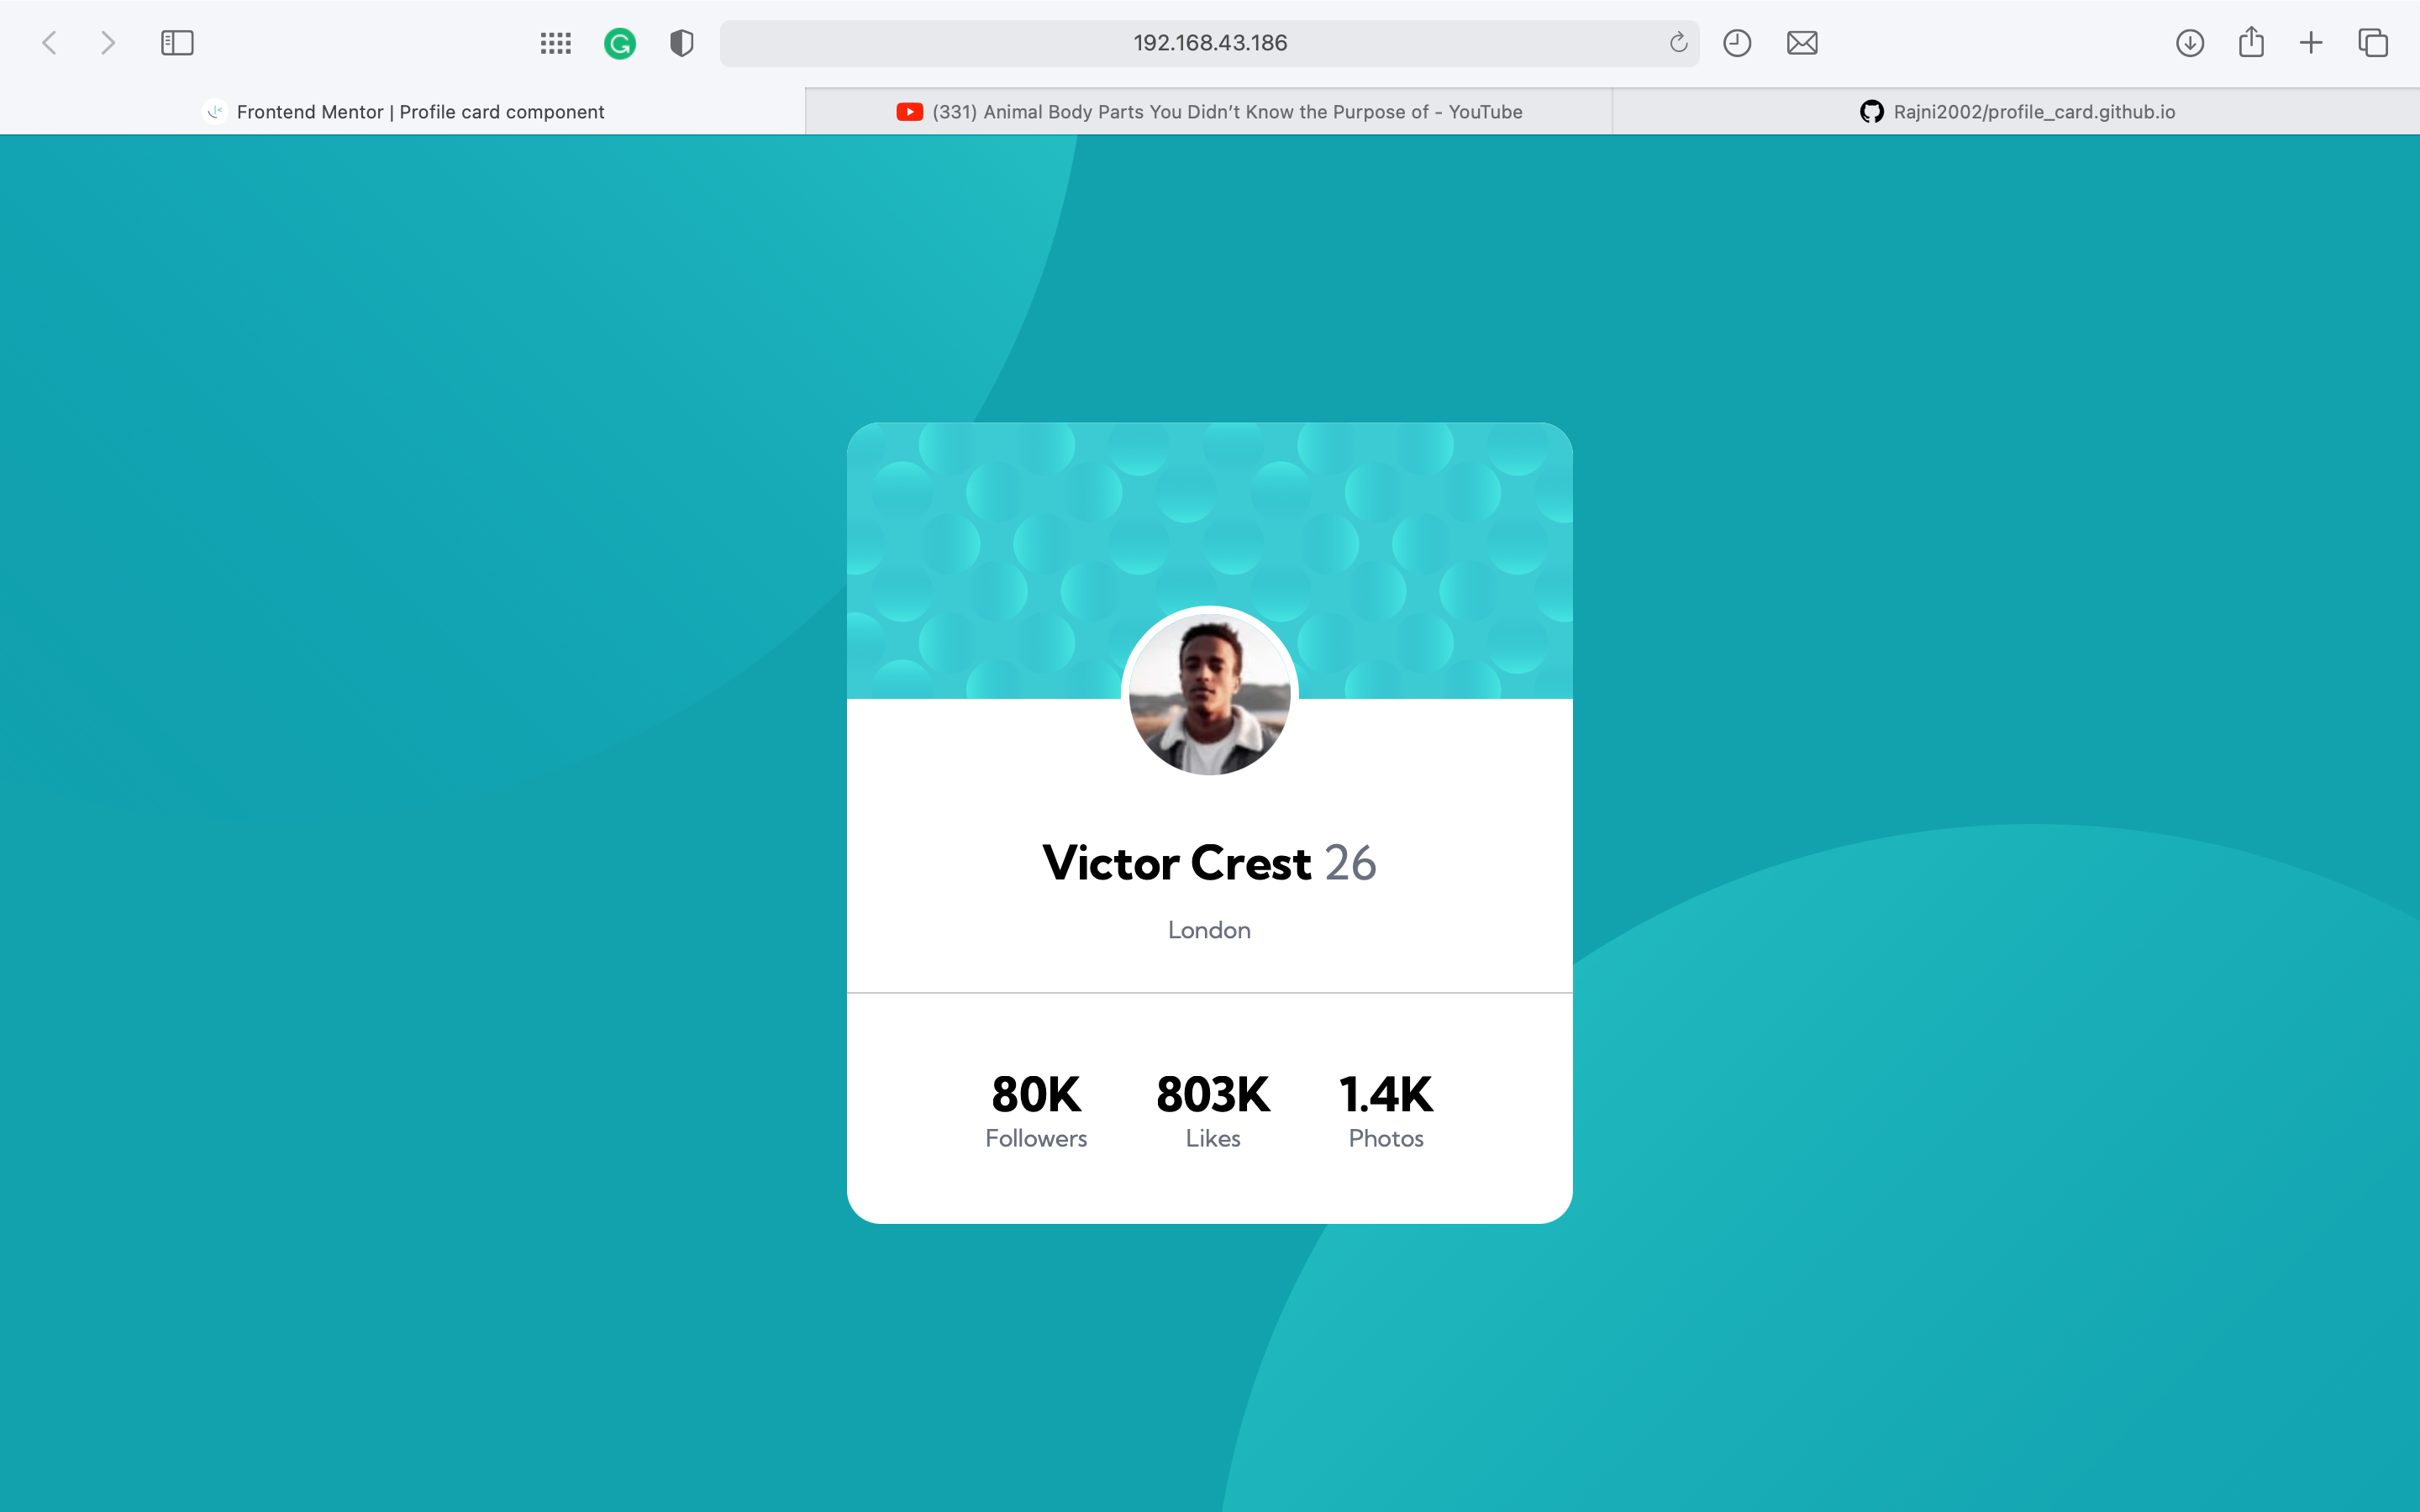 192.168.43.186
Frontend Mentor | Profile card component
(331) Animal Body Parts You Didn’t Know the Purpose of - YouTube
Rajni2002/profile_card.github.io
Victor Crest 26
London
80K 803K 1.4K
Followers Likes Photos